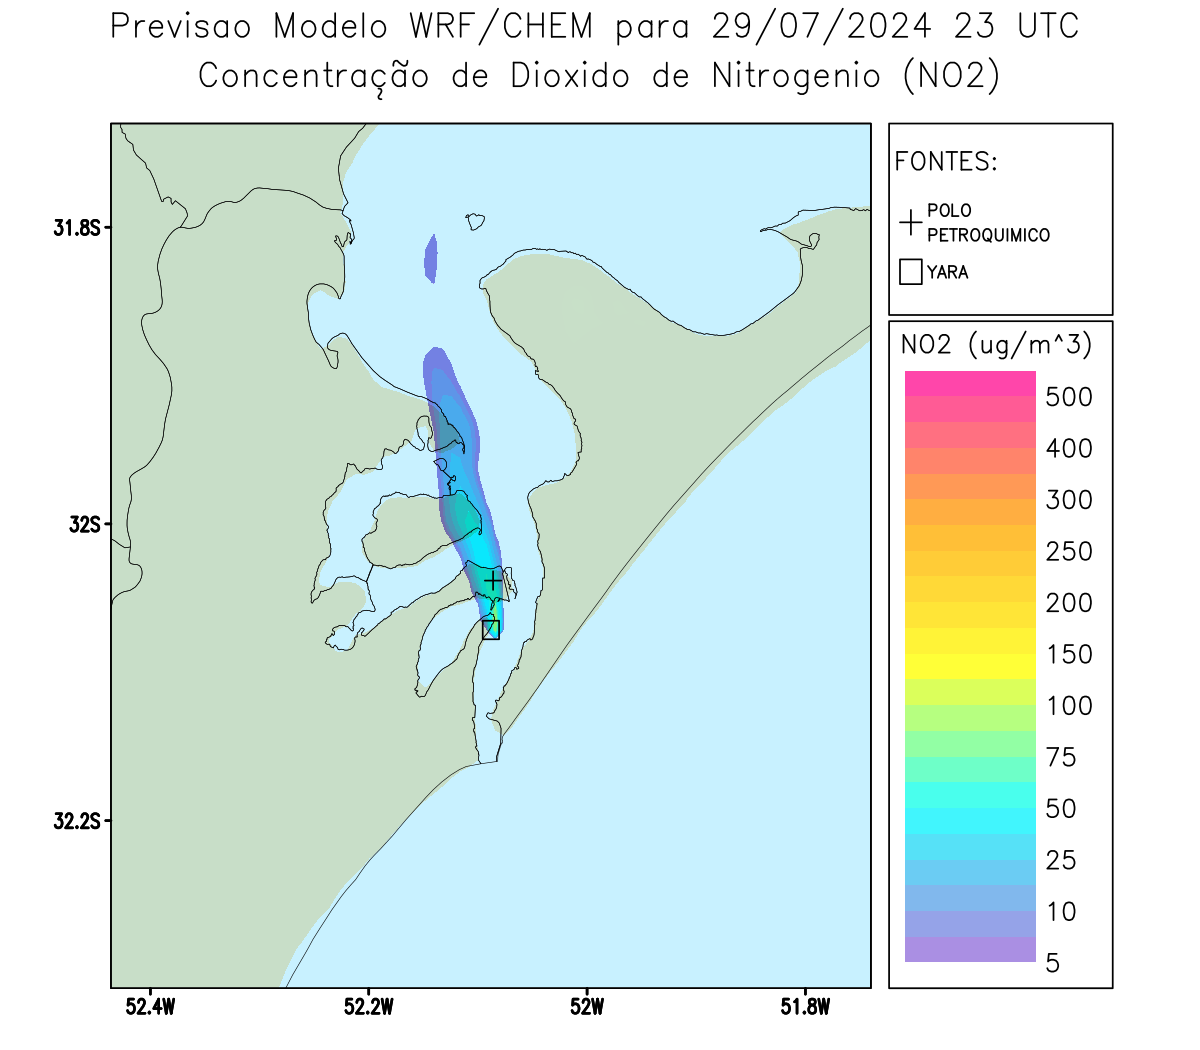 Previsao Modelo WRF/CHEM para 29/07/2024 23 UTC
Concentração de Dioxido de Nitrogenio (NO2)
FONTES:
POLO
PETROQUIMICO
YARA
NO2 (ug/m^3)
500
400
300
250
200
150
100
75
50
25
10
5
31.8S
32S
32.2S
52.4W
52.2W
52W
51.8W